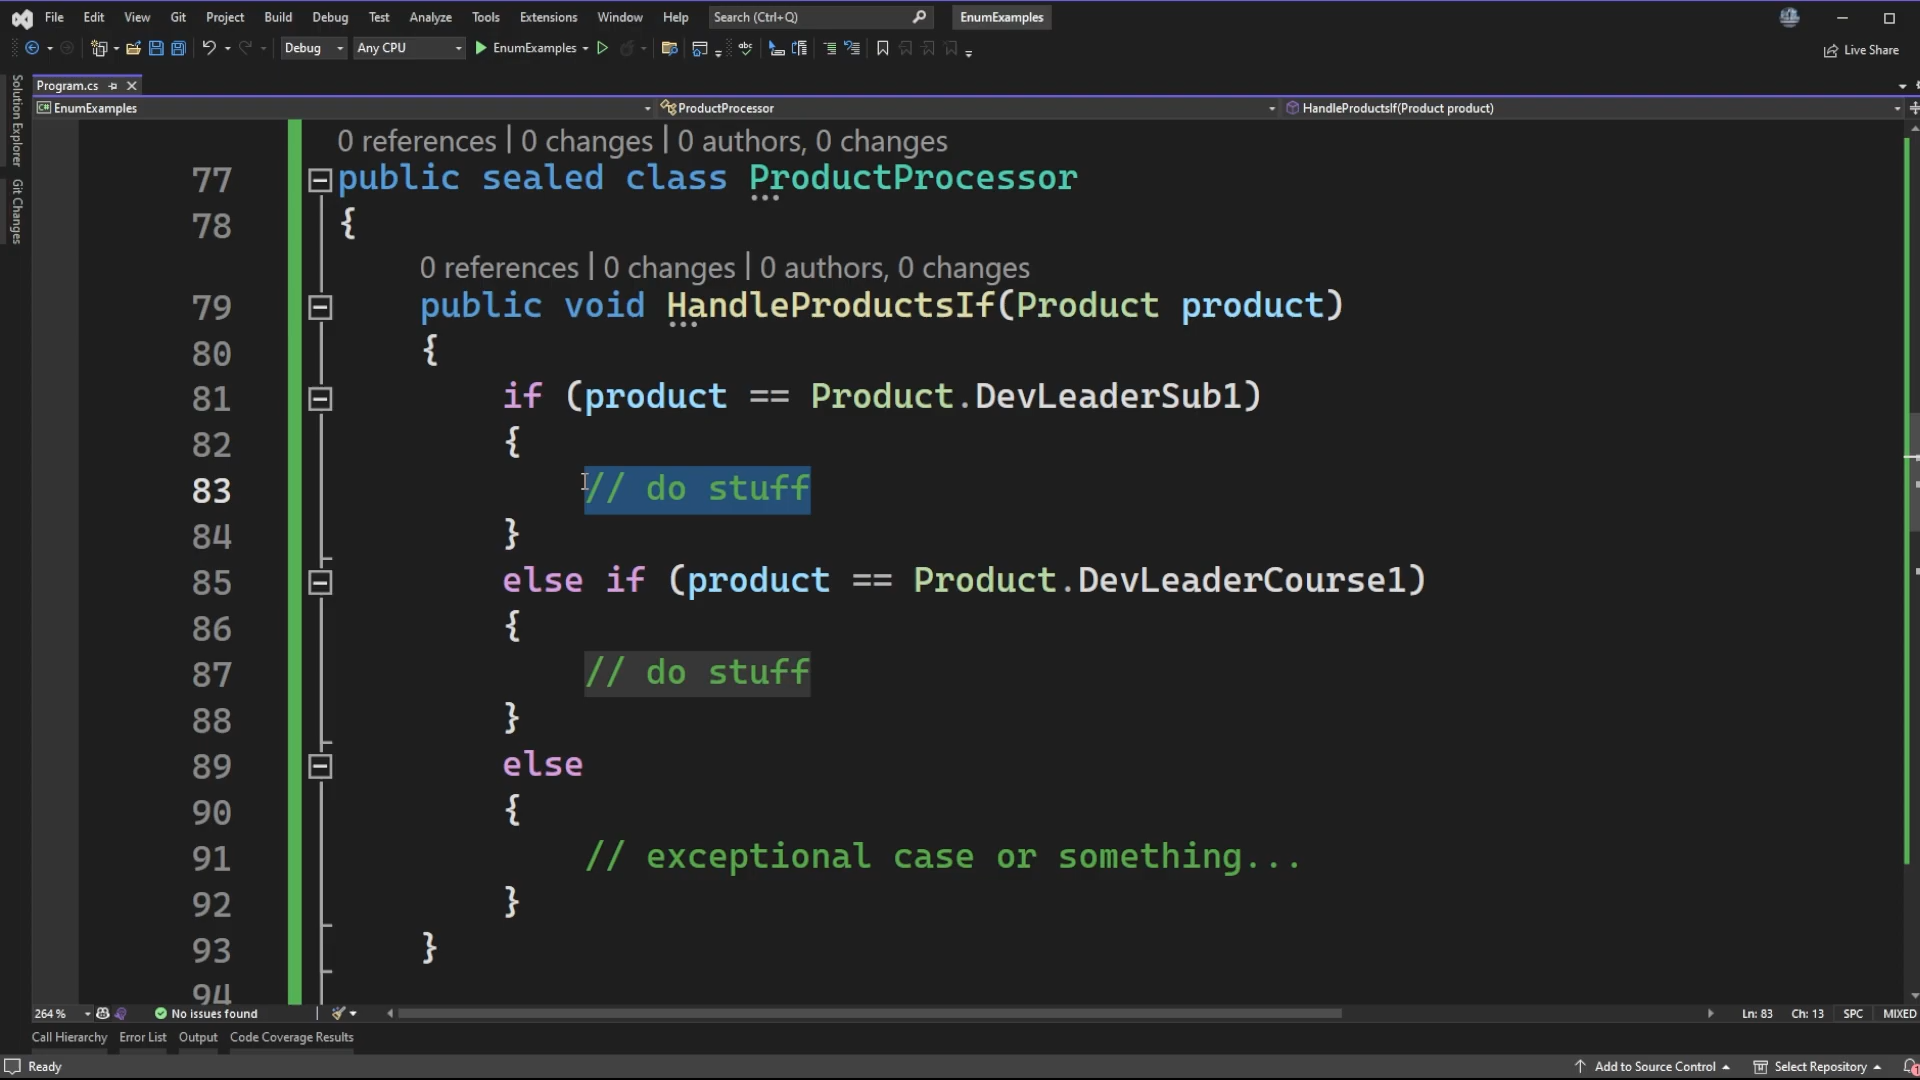 File Edit View Git Project Build Debug Test Analyze Tools Extensions Window Help Search (Ctrl+Q) EnumExamples
Debug Any CPU EnumExamples Live Share
Program.cs
EnumExamples ProductProcessor HandleProductsIf(Product product)
Solution Explorer
Git Changes
0 references | 0 changes | 0 authors, 0 changes
77 public sealed class ProductProcessor
78 {
0 references | 0 changes | 0 authors, 0 changes
79 public void HandleProductsIf(Product product)
80 {
81 if (product == Product.DevLeaderSub1)
82 {
83 // do stuff
84 }
85 else if (product == Product.DevLeaderCourse1)
86 {
87 // do stuff
88 }
89 else
90 {
91 // exceptional case or something...
92 }
93 }
94
264 % No issues found Ln: 83 Ch: 13 SPC MIXED
Call Hierarchy Error List Output Code Coverage Results
Ready Add to Source Control Select Repository 1